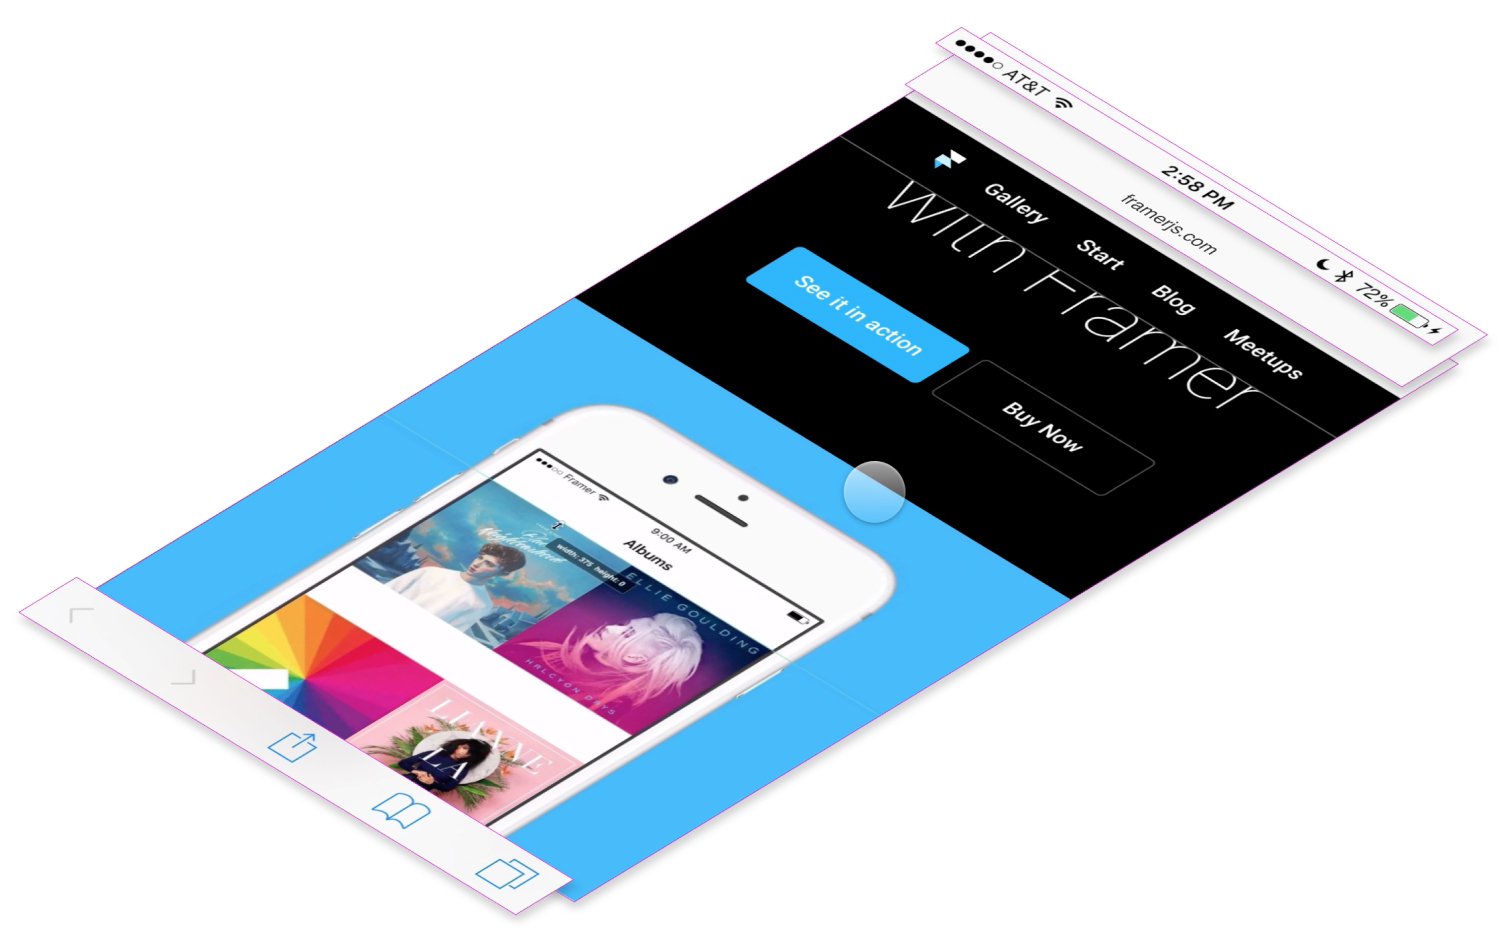 AT&T
2:58 PM
72%
framerjs.com
Gallery
Start
Blog
Meetups
With Framer
See it in action
Buy Now
Framer
9:00 AM
Albums
width: 375 height: 0
ELLIE GOULDING
HALCYON DAYS
LIANNE
LA